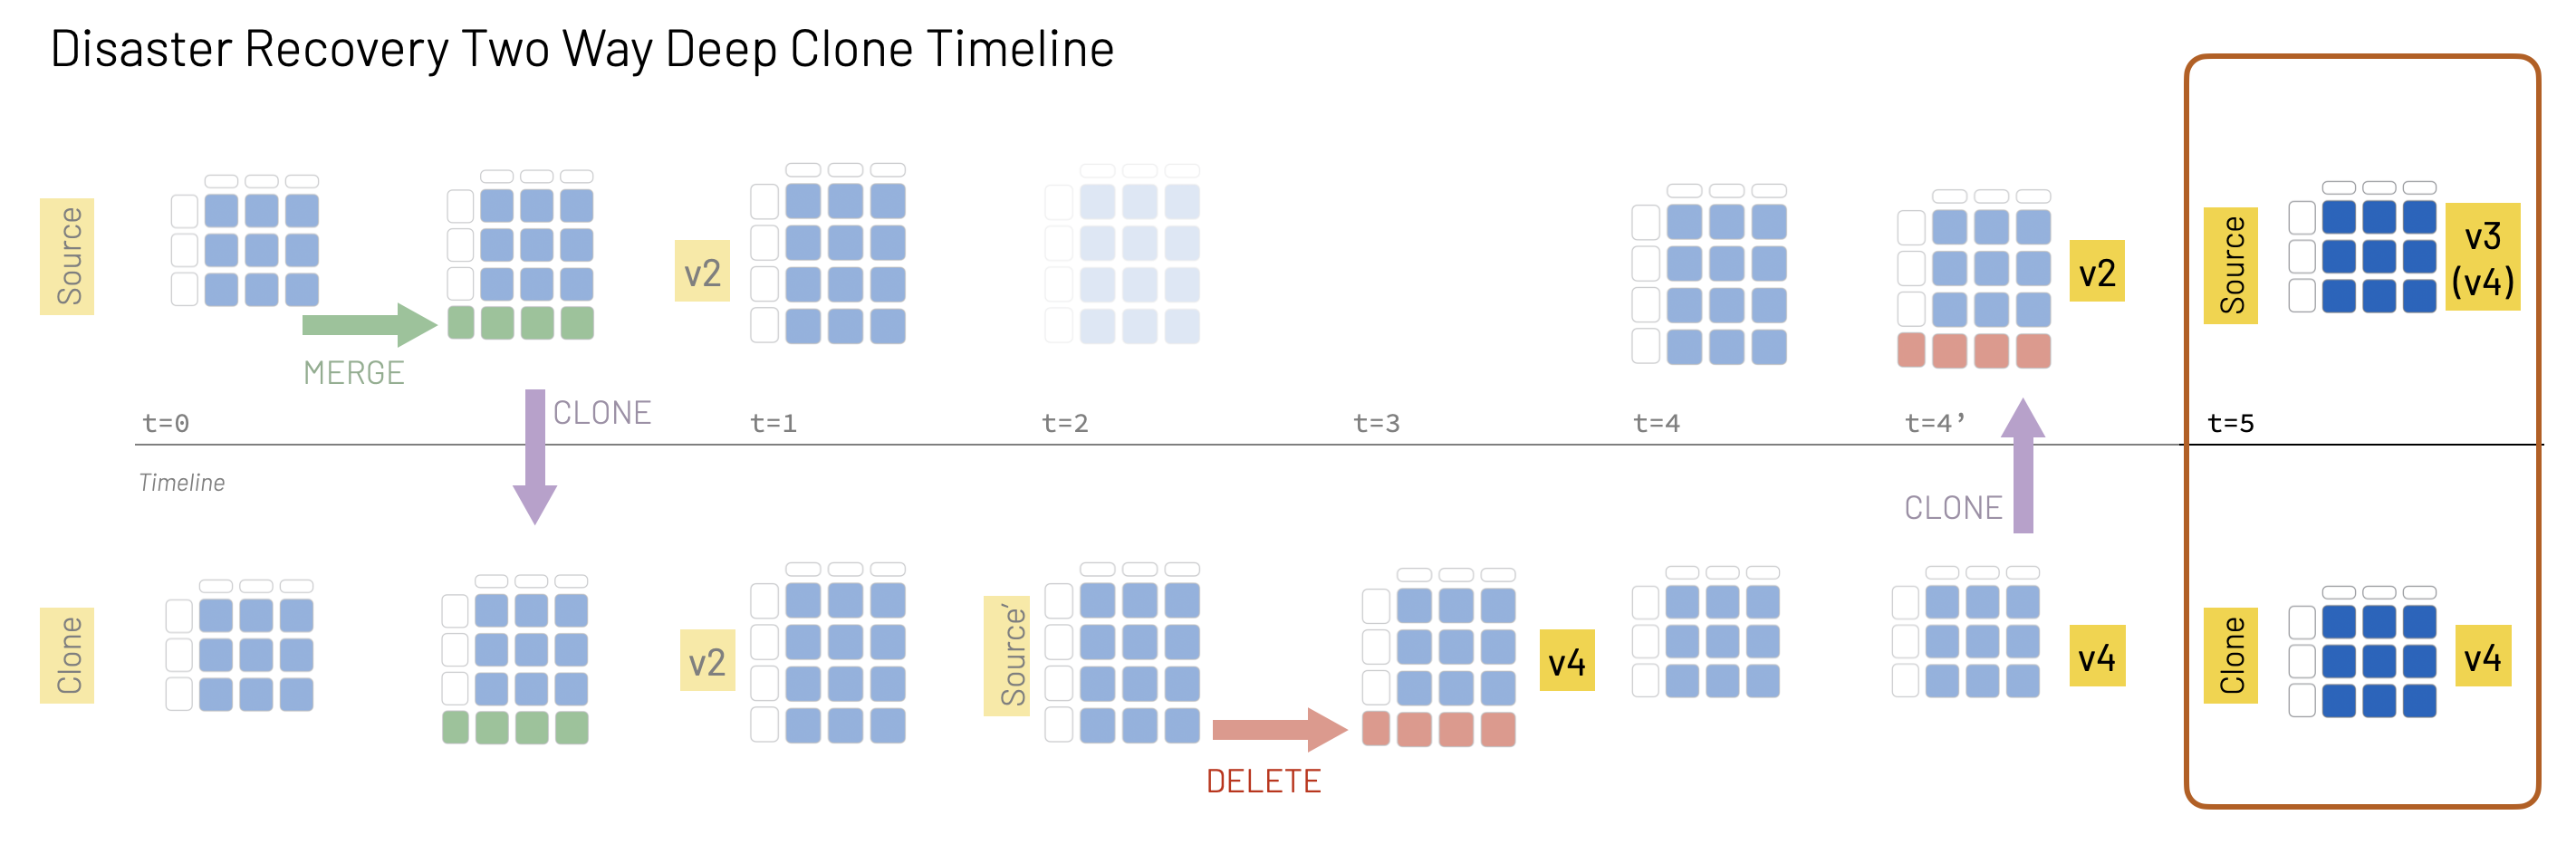 Disaster Recovery Two Way Deep Clone Timeline
Source
MERGE
v2
v2
Source
v3
(v4)
CLONE
t=0
t=1
t=2
t=3
t=4
t=4’
t=5
Timeline
CLONE
Clone
v2
Source’
DELETE
v4
v4
Clone
v4